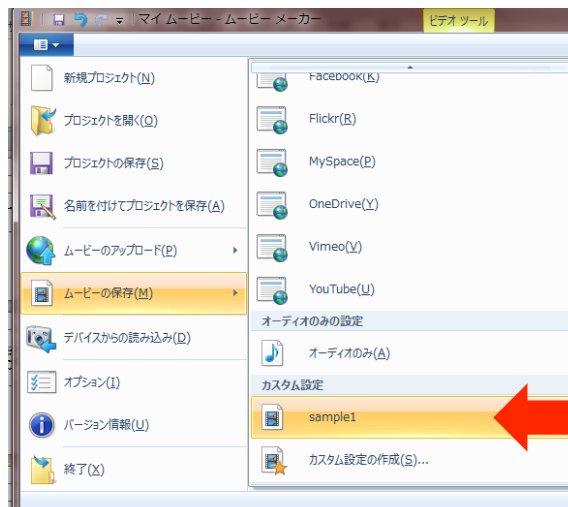 マイ ムービー - ムービー メーカー
ビデオ ツール
新規プロジェクト(N)
プロジェクトを開く(O)
プロジェクトの保存(S)
名前を付けてプロジェクトを保存(A)
ムービーのアップロード(P)
ムービーの保存(M)
デバイスからの読み込み(D)
オプション(I)
バージョン情報(U)
終了(X)
Facebook(K)
Flickr(R)
MySpace(P)
OneDrive(Y)
Vimeo(V)
YouTube(U)
オーディオのみの設定
オーディオのみ(A)
カスタム設定
sample1
カスタム設定の作成(S)...